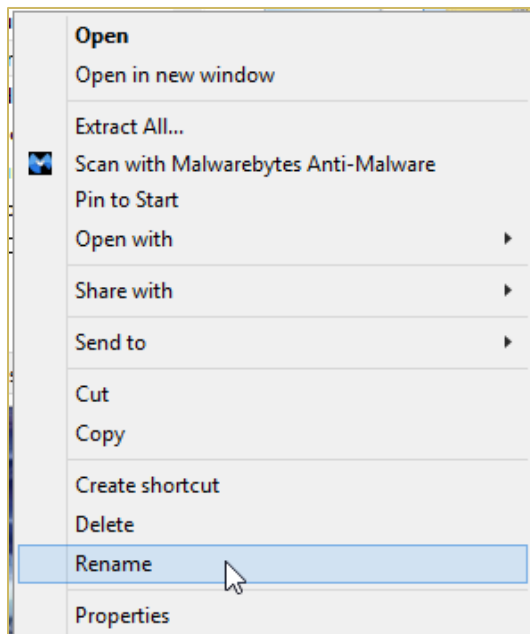 Open
Open in new window
Extract All...
Scan with Malwarebytes Anti-Malware
Pin to Start
Open with
Share with
Send to
Cut
Copy
Create shortcut
Delete
Rename
Properties